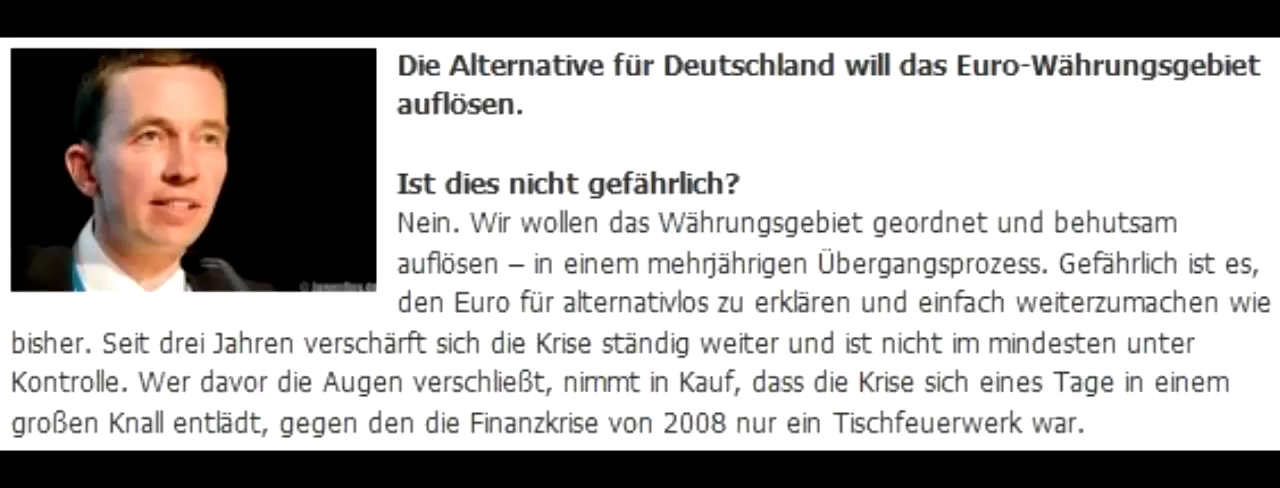 Die Alternative für Deutschland will das Euro-Währungsgebiet
auflösen.
Ist dies nicht gefährlich?
Nein. Wir wollen das Währungsgebiet geordnet und behutsam
auflösen – in einem mehrjährigen Übergangsprozess. Gefährlich ist es,
den Euro für alternativlos zu erklären und einfach weiterzumachen wie
bisher. Seit drei Jahren verschärft sich die Krise ständig weiter und ist nicht im mindesten unter
Kontrolle. Wer davor die Augen verschließt, nimmt in Kauf, dass die Krise sich eines Tage in einem
großen Knall entlädt, gegen den die Finanzkrise von 2008 nur ein Tischfeuerwerk war.